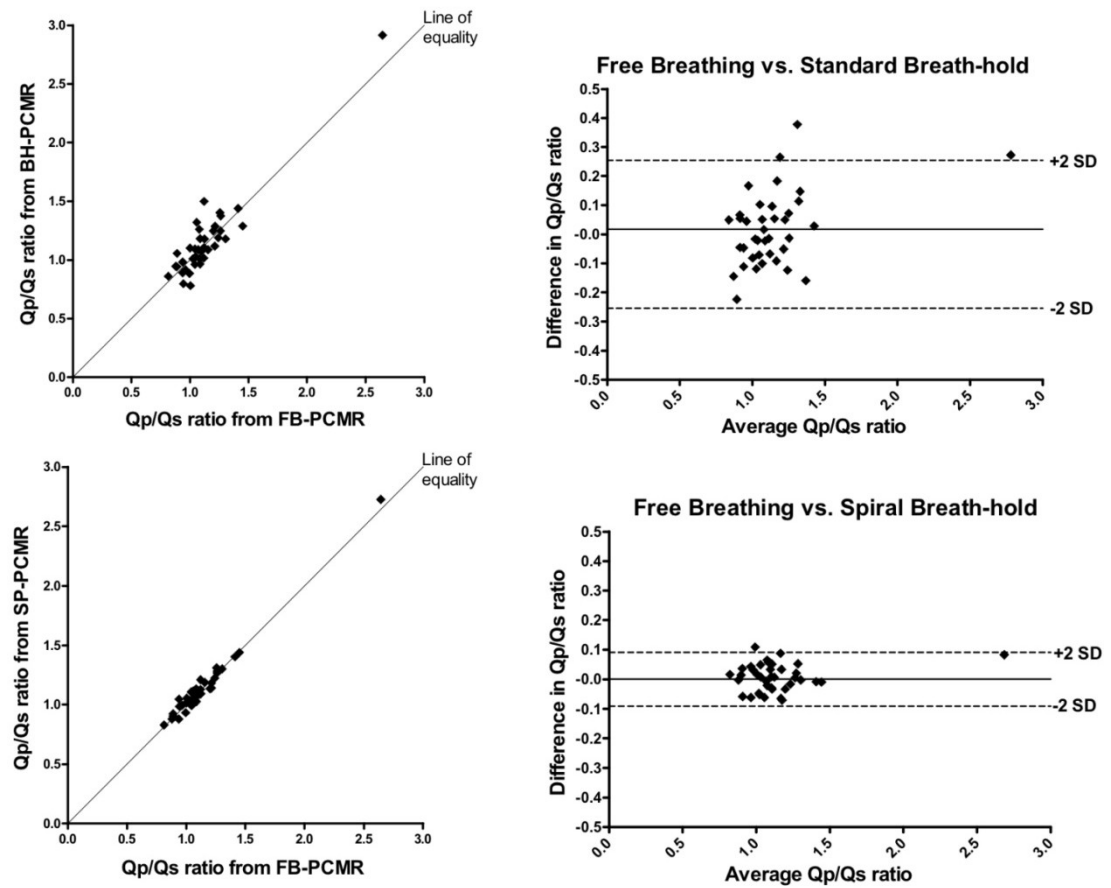 Line of
equality
Qp/Qs ratio from BH-PCMR
3.0
2.5
2.0
1.5
1.0
0.5
0.0
0.0 0.5 1.0 1.5 2.0 2.5 3.0
Qp/Qs ratio from FB-PCMR
Free Breathing vs. Standard Breath-hold
Difference in Qp/Qs ratio
0.5
0.4
0.3
0.2
0.1
-0.0
-0.1
-0.2
-0.3
-0.4
-0.5
+2 SD
-2 SD
0.0 0.5 1.0 1.5 2.0 2.5 3.0
Average Qp/Qs ratio
Line of
equality
Qp/Qs ratio from SP-PCMR
3.0
2.5
2.0
1.5
1.0
0.5
0.0
0.0 0.5 1.0 1.5 2.0 2.5 3.0
Qp/Qs ratio from FB-PCMR
Free Breathing vs. Spiral Breath-hold
Difference in Qp/Qs ratio
0.5
0.4
0.3
0.2
0.1
-0.0
-0.1
-0.2
-0.3
-0.4
-0.5
+2 SD
-2 SD
0.0 0.5 1.0 1.5 2.0 2.5 3.0
Average Qp/Qs ratio